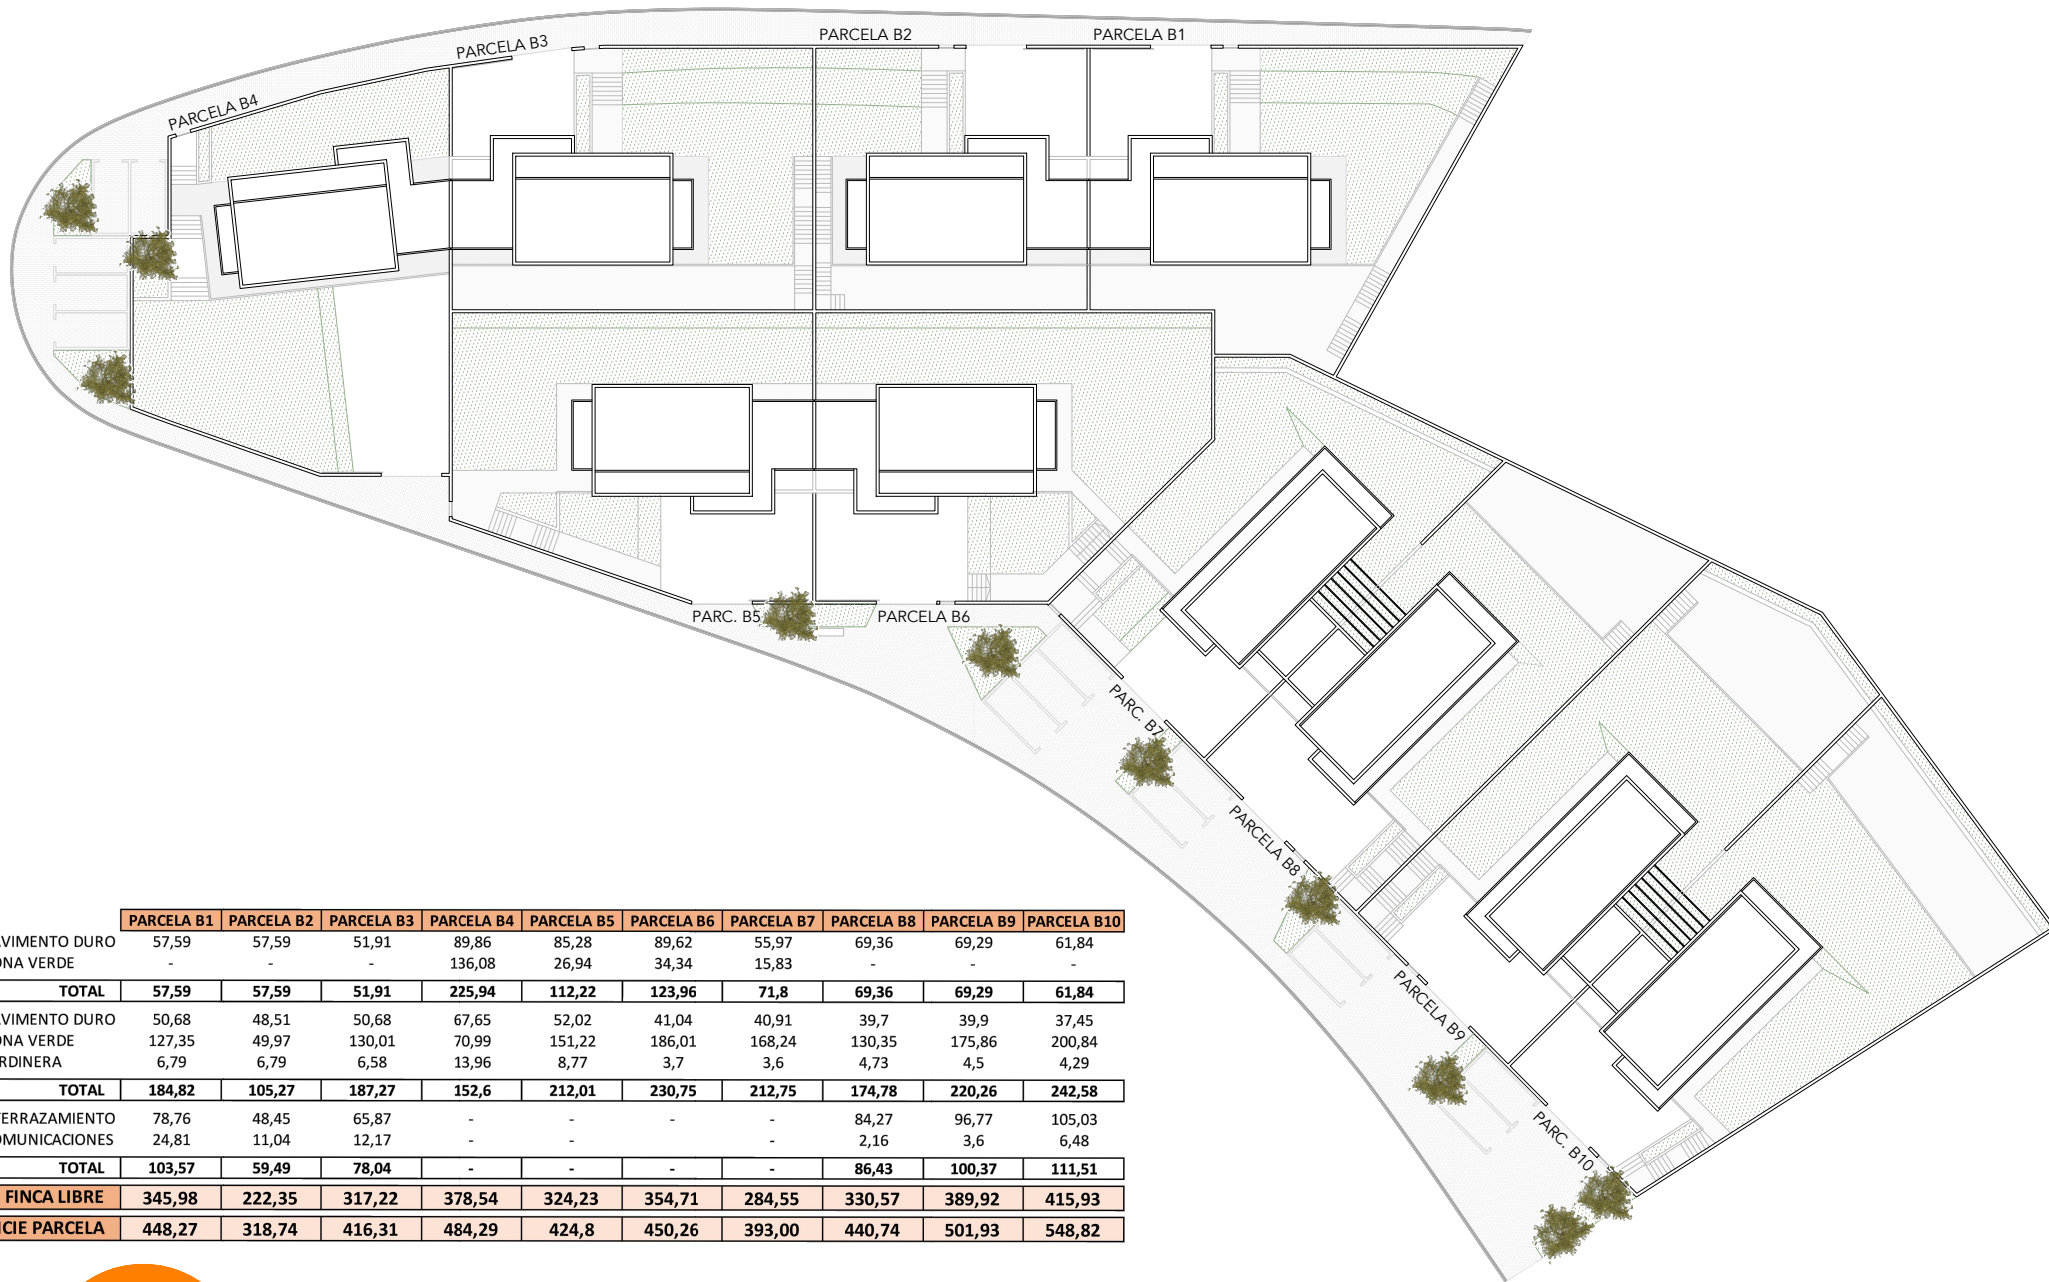 PARCELA B3
PARCELA B2
PARCELA B1
PARCELA B4
PARC. B5
PARCELA B6
PARC. B7
PARCELA B8
PARCELA B9
PARC. B10
PARCELA B1 PARCELA B2 PARCELA B3 PARCELA B4 PARCELA B5 PARCELA B6 PARCELA B7 PARCELA B8 PARCELA B9 PARCELA B10
AVIMENTO DURO 57,59 57,59 51,91 89,86 85,28 89,62 55,97 69,36 69,29 61,84
ONA VERDE - - - 136,08 26,94 34,34 15,83 - - -
TOTAL 57,59 57,59 51,91 225,94 112,22 123,96 71,8 69,36 69,29 61,84
AVIMENTO DURO 50,68 48,51 50,68 67,65 52,02 41,04 40,91 39,7 39,9 37,45
ONA VERDE 127,35 49,97 130,01 70,99 151,22 186,01 168,24 130,35 175,86 200,84
RDINERA 6,79 6,79 6,58 13,96 8,77 3,7 3,6 4,73 4,5 4,29
TOTAL 184,82 105,27 187,27 152,6 212,01 230,75 212,75 174,78 220,26 242,58
ERRAZAMIENTO 78,76 48,45 65,87 - - - - 84,27 96,77 105,03
OMUNICACIONES 24,81 11,04 12,17 - - - - 2,16 3,6 6,48
TOTAL 103,57 59,49 78,04 - - - - 86,43 100,37 111,51
FINCA LIBRE 345,98 222,35 317,22 378,54 324,23 354,71 284,55 330,57 389,92 415,93
ICIE PARCELA 448,27 318,74 416,31 484,29 424,8 450,26 393,00 440,74 501,93 548,82